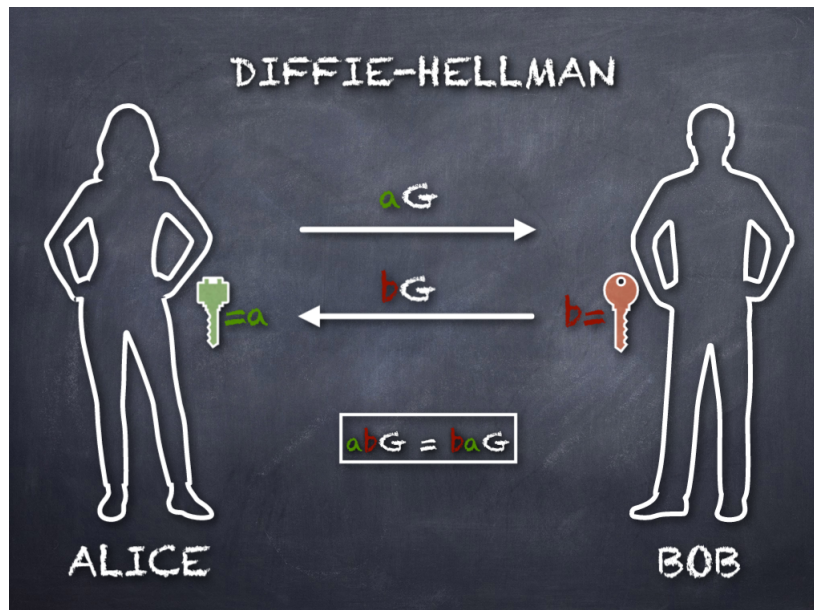 DIFFIE-HELLMAN
aG
bG
=a
b=
abG = baG
ALICE
BOB